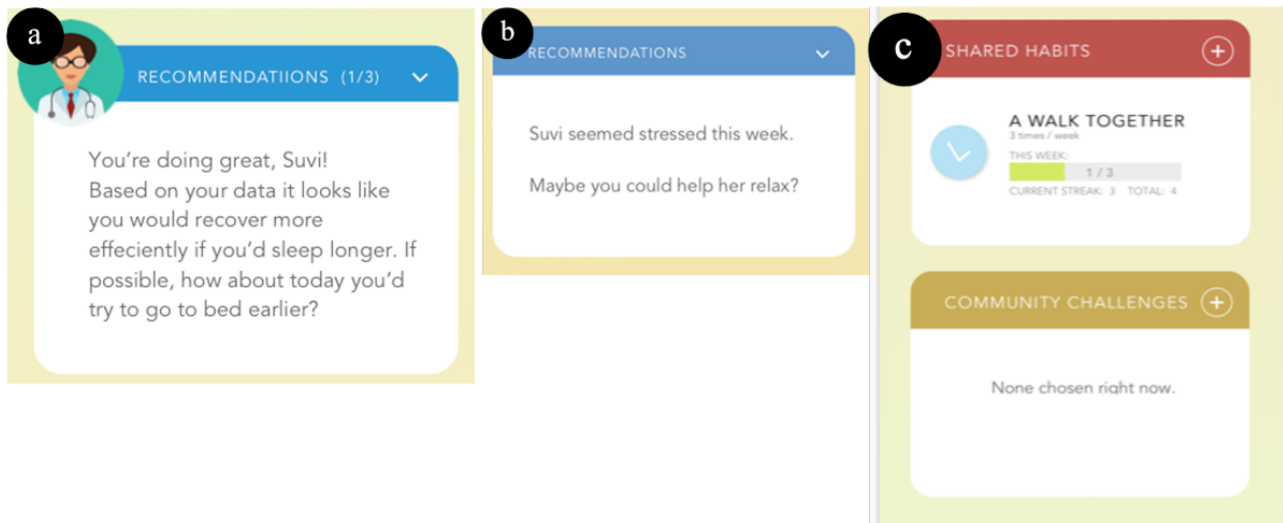 a
RECOMMENDATIIONS (1/3)
You're doing great, Suvi!
Based on your data it looks like
you would recover more
effeciently if you'd sleep longer. If
possible, how about today you'd
try to go to bed earlier?
b
RECOMMENDATIONS
Suvi seemed stressed this week.
Maybe you could help her relax?
c
SHARED HABITS
A WALK TOGETHER
3 times / week
THIS WEEK:
1 / 3
CURRENT STREAK: 3 TOTAL: 4
COMMUNITY CHALLENGES
None chosen right now.